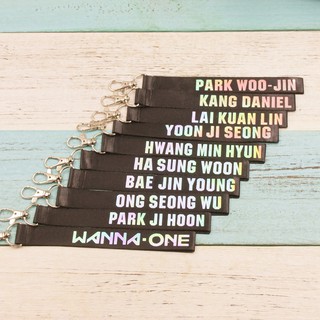 PARK WOO-JIN
KANG DANIEL
LAI KUAN LIN
YOON JI SEONG
HWANG MIN HYUN
HA SUNG WOON
BAE JIN YOUNG
ONG SEONG WU
PARK JI HOON
WANNA-ONE